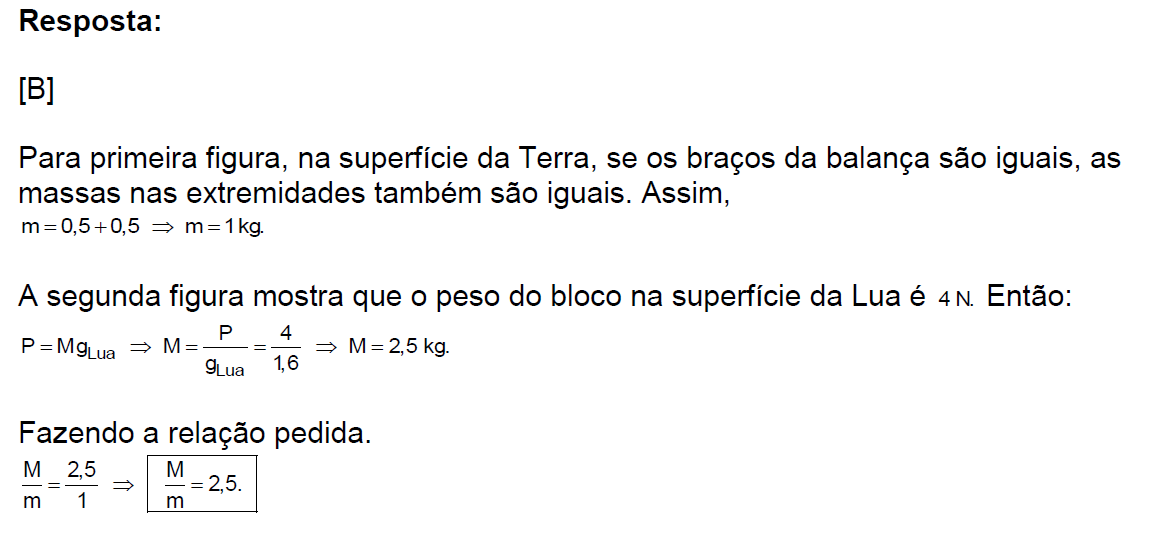 Resposta:
[B]
Para primeira figura, na superfície da Terra, se os braços da balança são iguais, as
massas nas extremidades também são iguais. Assim,
m = 0,5 + 0,5 ⇒ m = 1 kg.
A segunda figura mostra que o peso do bloco na superfície da Lua é 4 N. Então:
P = Mg_Lua ⇒ M = P/g_Lua = 4/1,6 ⇒ M = 2,5 kg.
Fazendo a relação pedida.
M/m = 2,5/1 ⇒ M/m = 2,5.